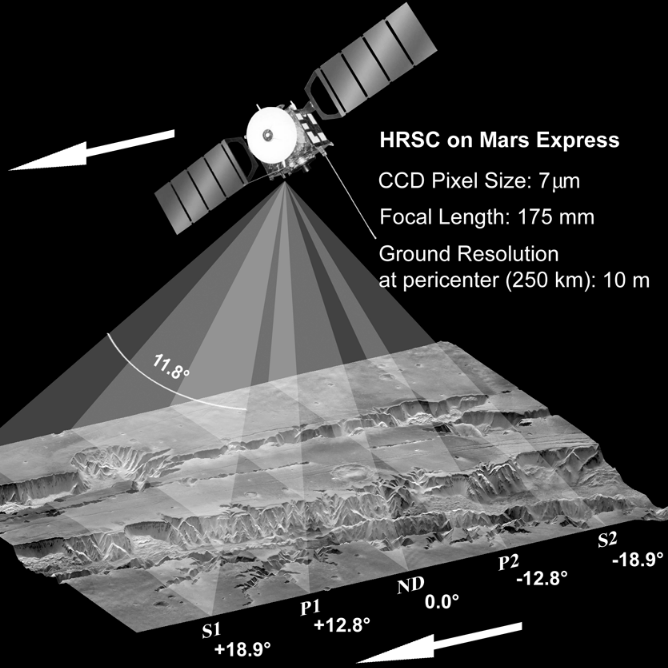 HRSC on Mars Express
CCD Pixel Size: 7µm
Focal Length: 175 mm
Ground Resolution
at pericenter (250 km): 10 m
11.8°
S1
+18.9°
P1
+12.8°
ND
0.0°
P2
-12.8°
S2
-18.9°